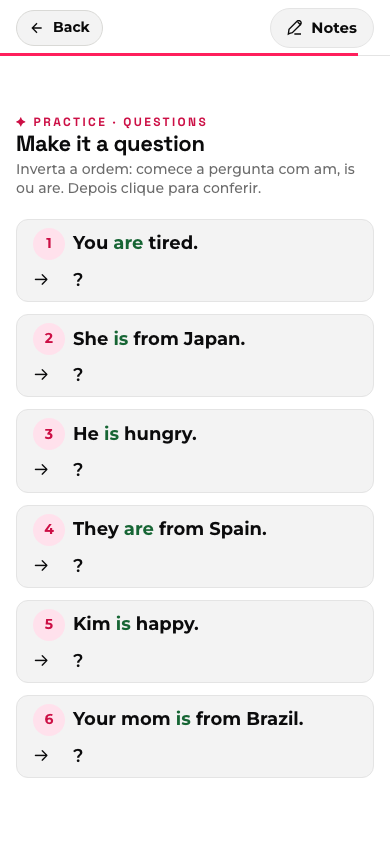 Back
Notes
PRACTICE · QUESTIONS
Make it a question
Inverta a ordem: comece a pergunta com am, is
ou are. Depois clique para conferir.
1 You are tired.
→ ?
2 She is from Japan.
→ ?
3 He is hungry.
→ ?
4 They are from Spain.
→ ?
5 Kim is happy.
→ ?
6 Your mom is from Brazil.
→ ?